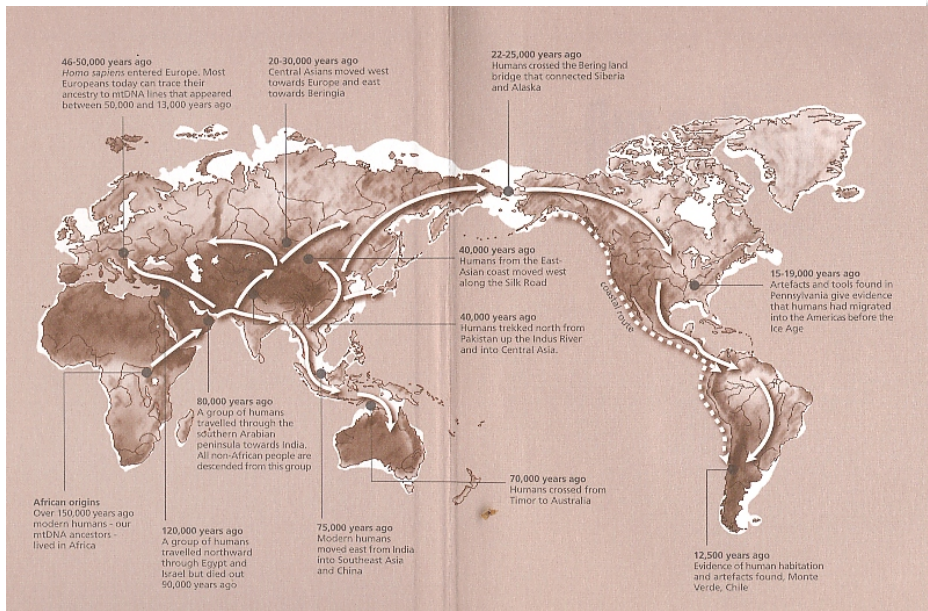 46-50,000 years ago
Homo sapiens entered Europe. Most
Europeans today can trace their
ancestry to mtDNA lines that appeared
between 50,000 and 13,000 years ago
20-30,000 years ago
Central Asians moved west
towards Europe and east
towards Beringia
22-25,000 years ago
Humans crossed the Bering land
bridge that connected Siberia
and Alaska
40,000 years ago
Humans from the East-
Asian coast moved west
along the Silk Road
15-19,000 years ago
Artefacts and tools found in
Pennsylvania give evidence
that humans had migrated
into the Americas before the
Ice Age
coastal route
40,000 years ago
Humans trekked north from
Pakistan up the Indus River
and into Central Asia.
80,000 years ago
A group of humans
travelled through the
southern Arabian
peninsula towards India.
All non-African people are
descended from this group
African origins
Over 150,000 years ago
modern humans - our
mtDNA ancestors -
lived in Africa
120,000 years ago
A group of humans
travelled northward
through Egypt and
Israel but died out
90,000 years ago
75,000 years ago
Modern humans
moved east from India
into Southeast Asia
and China
70,000 years ago
Humans crossed from
Timor to Australia
12,500 years ago
Evidence of human habitation
and artefacts found, Monte
Verde, Chile